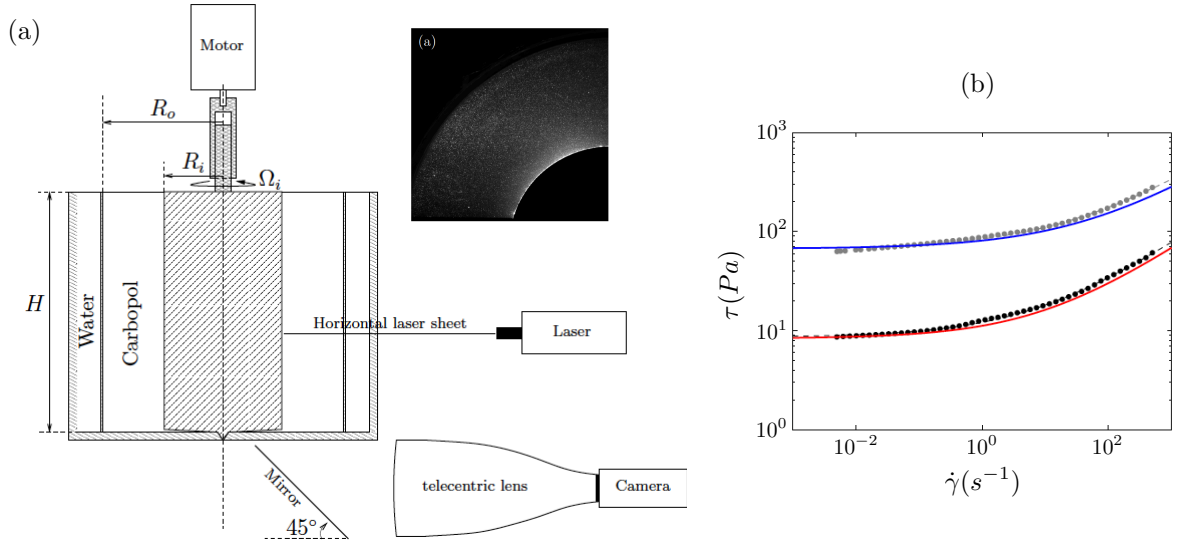 (a)
Motor
(a)
R_o
R_i
Ω_i
H
Water
Carbopol
Horizontal laser sheet
Laser
Mirror
45°
telecentric lens
Camera
(b)
10^3
10^2
10^1
10^0
τ(Pa)
10^{-2} 10^0 10^2
γ̇(s^{-1})